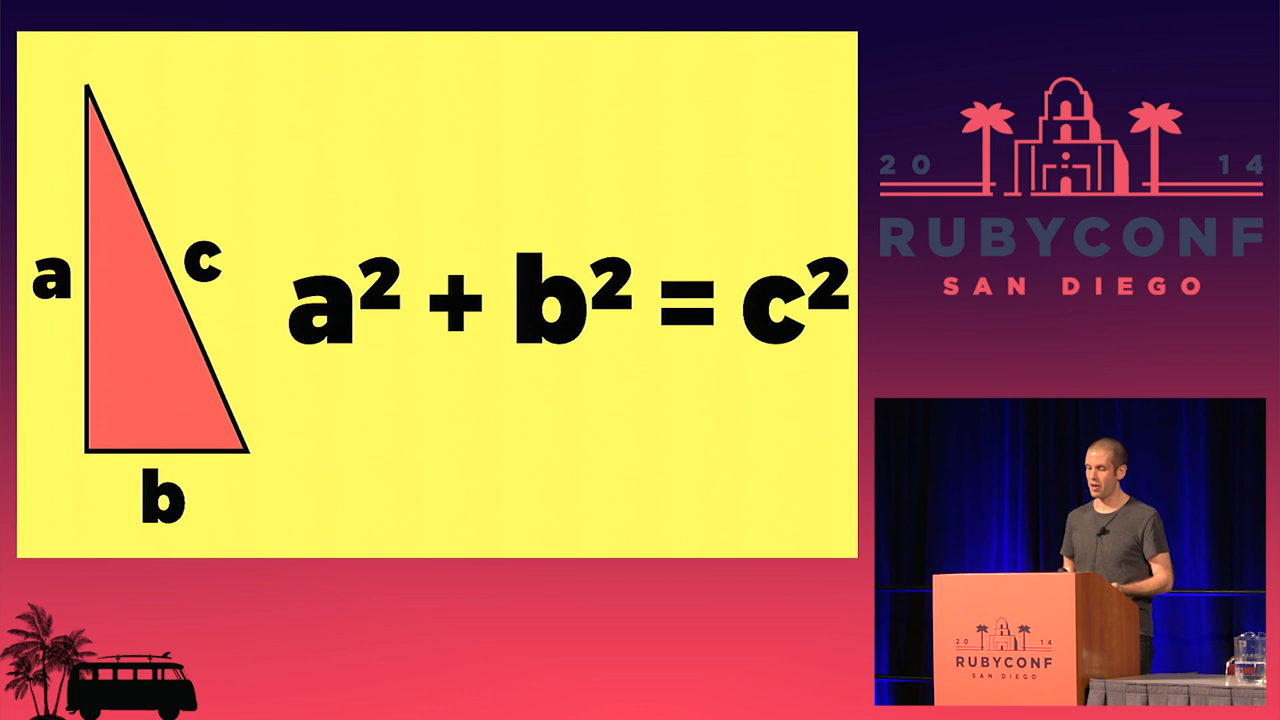 a
c
b
a² + b² = c²
20 14
RUBYCONF
SAN DIEGO
20 14
RUBYCONF
SAN DIEGO